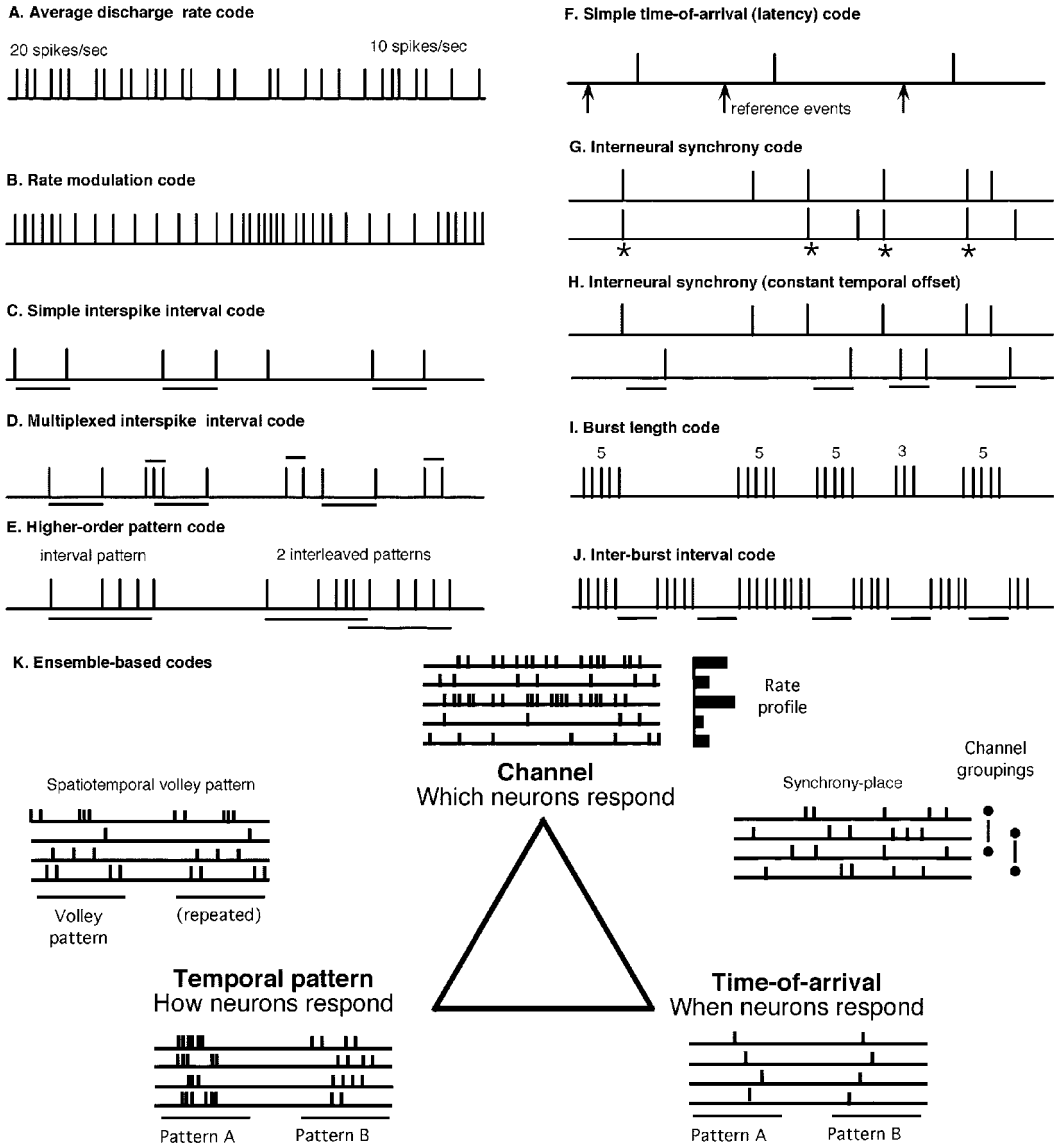 A. Average discharge rate code
20 spikes/sec
10 spikes/sec
B. Rate modulation code
C. Simple interspike interval code
D. Multiplexed interspike interval code
E. Higher-order pattern code
interval pattern
2 interleaved patterns
F. Simple time-of-arrival (latency) code
reference events
G. Interneural synchrony code
* * * *
H. Interneural synchrony (constant temporal offset)
I. Burst length code
5 5 5 3 5
J. Inter-burst interval code
K. Ensemble-based codes
Rate
profile
Channel
Which neurons respond
Spatiotemporal volley pattern
Volley
pattern
(repeated)
Synchrony-place
Channel
groupings
Temporal pattern
How neurons respond
Pattern A
Pattern B
Time-of-arrival
When neurons respond
Pattern A
Pattern B